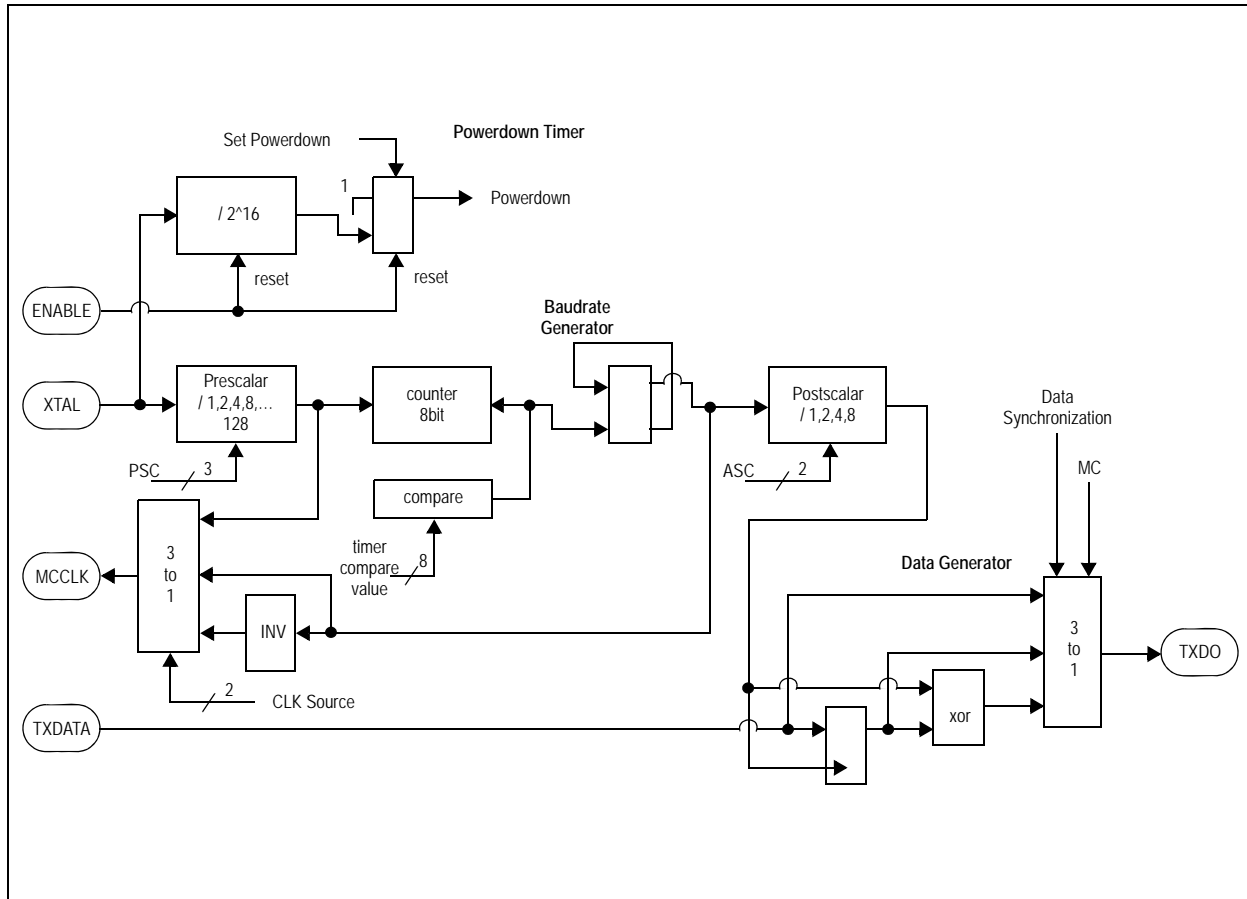 Set Powerdown
Powerdown Timer
1
/ 2^16
Powerdown
reset
reset
ENABLE
Baudrate
Generator
XTAL
Prescalar
/ 1,2,4,8,...
128
counter
8bit
Postscalar
/ 1,2,4,8
Data
Synchronization
PSC
3
ASC
2
MC
compare
3
to
1
MCCLK
timer
compare
value
8
Data Generator
INV
3
to
1
TXDO
2
CLK Source
xor
TXDATA